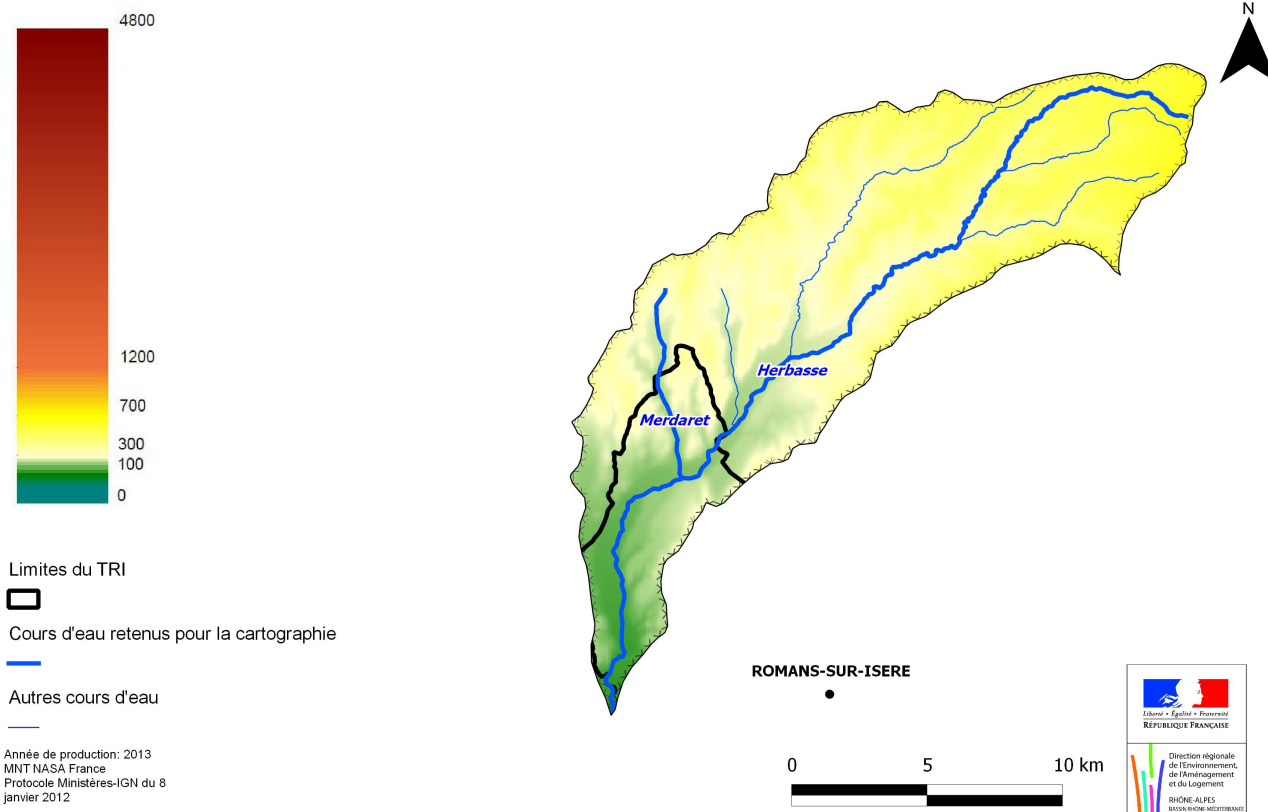 4800
1200
700
300
100
0
N
Herbasse
Merdaret
Limites du TRI
Cours d'eau retenus pour la cartographie
Autres cours d'eau
Année de production: 2013
MNT NASA France
Protocole Ministères-IGN du 8
janvier 2012
ROMANS-SUR-ISERE
0 5 10 km
Liberté • Égalité • Fraternité
RÉPUBLIQUE FRANÇAISE
Direction régionale
de l'Environnement,
de l'Aménagement
et du Logement
RHÔNE-ALPES
BASSIN RHÔNE-MÉDITERRANÉE